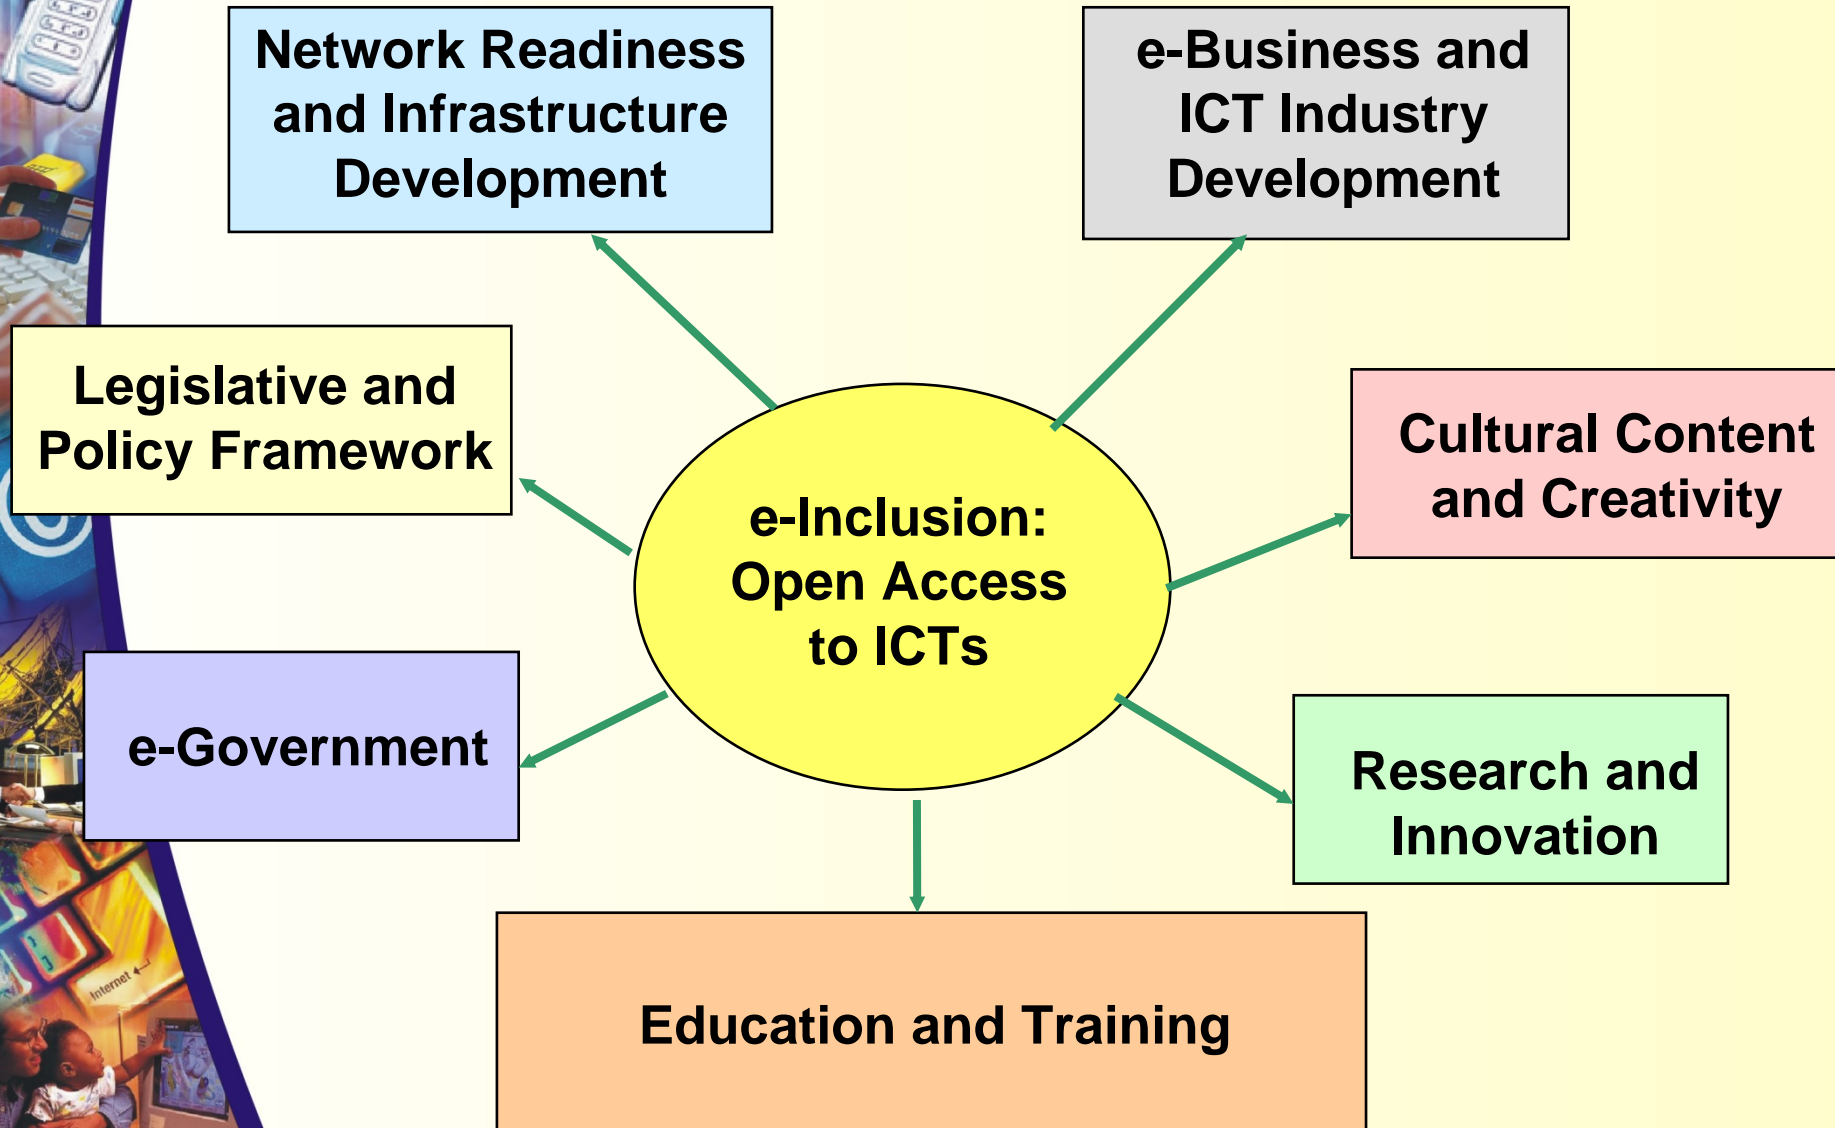 Network Readiness
and Infrastructure
Development
e-Business and
ICT Industry
Development
Legislative and
Policy Framework
Cultural Content
and Creativity
e-Inclusion:
Open Access
to ICTs
e-Government
Research and
Innovation
Education and Training
Internet